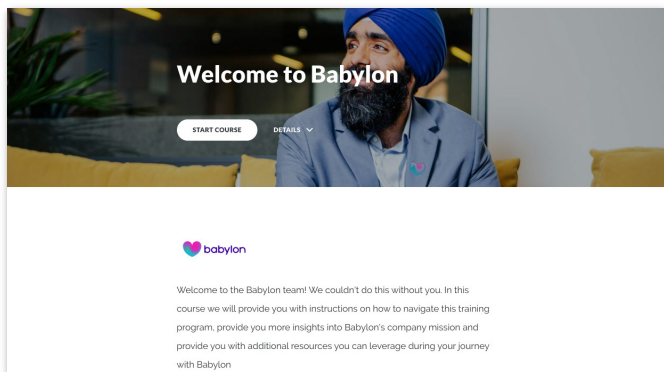 Welcome to Babylon
START COURSE
DETAILS
babylon
Welcome to the Babylon team! We couldn't do this without you. In this
course we will provide you with instructions on how to navigate this training
program, provide you more insights into Babylon's company mission and
provide you with additional resources you can leverage during your journey
with Babylon